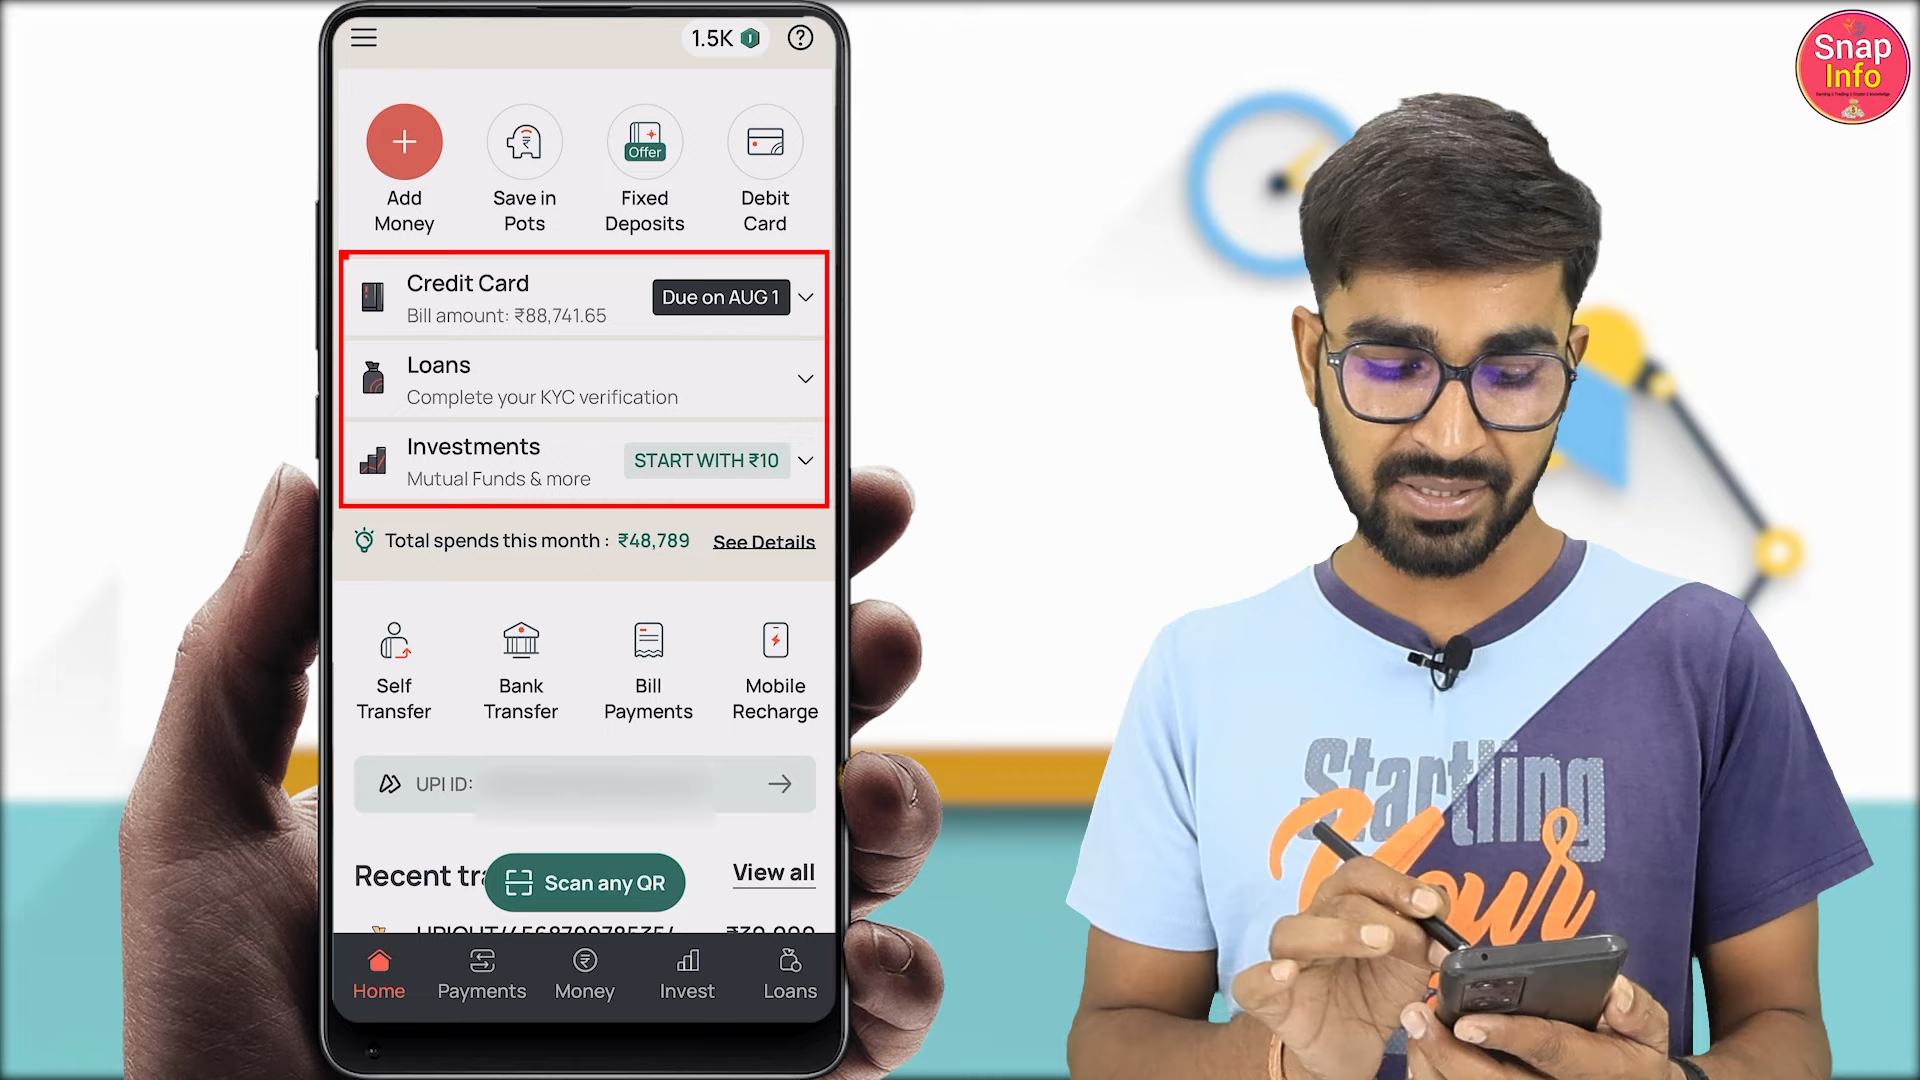 1.5K
Snap
Info
Add
Money
Save in
Pots
Offer
Fixed
Deposits
Debit
Card
Credit Card
Bill amount: ₹88,741.65
Due on AUG 1
Loans
Complete your KYC verification
Investments
Mutual Funds & more
START WITH ₹10
Total spends this month : ₹48,789
See Details
Self
Transfer
Bank
Transfer
Bill
Payments
Mobile
Recharge
UPI ID:
Scan any QR
View all
Home
Payments
Money
Invest
Loans
Startling
Your